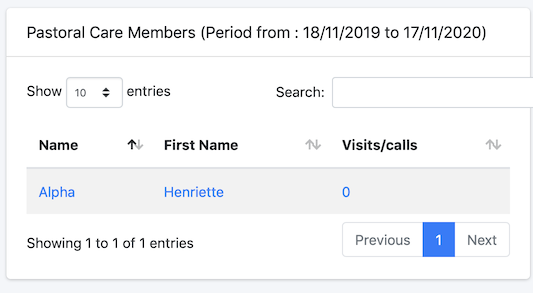 Pastoral Care Members (Period from : 18/11/2019 to 17/11/2020)
Show 10 entries Search:
Name First Name Visits/calls
Alpha Henriette 0
Showing 1 to 1 of 1 entries Previous 1 Next